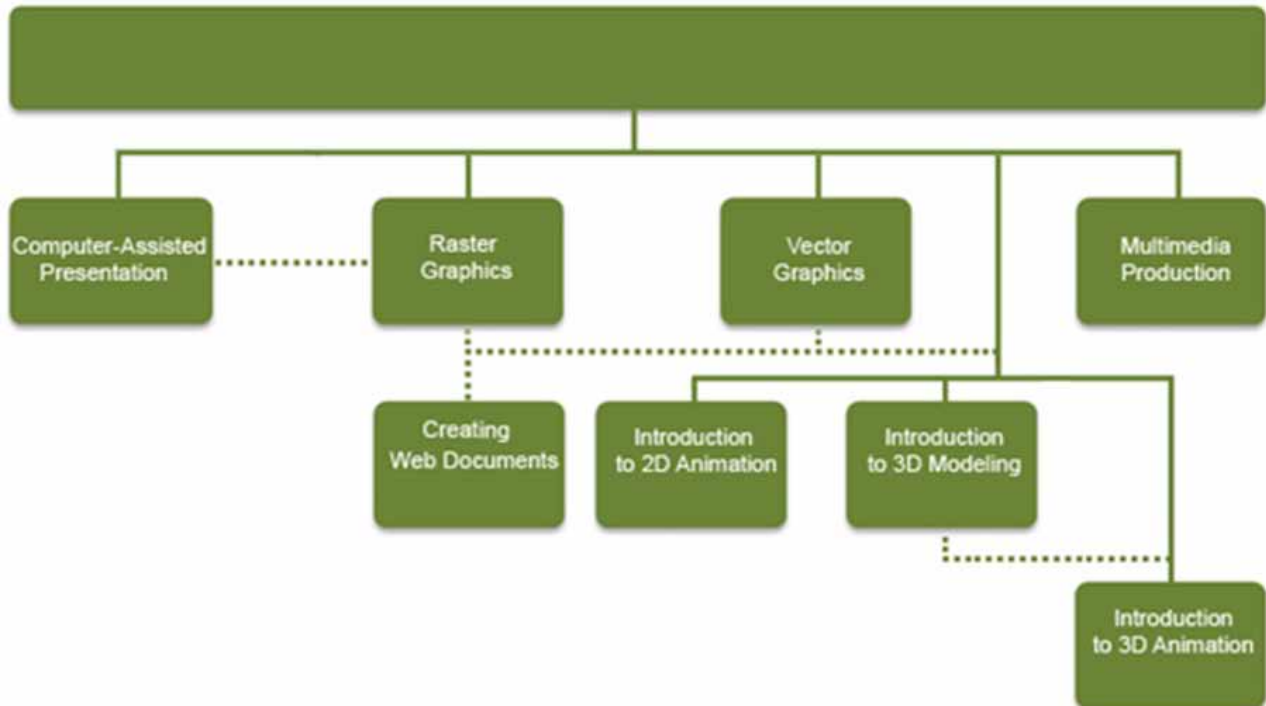 Computer-Assisted
Presentation
Raster
Graphics
Vector
Graphics
Multimedia
Production
Creating
Web Documents
Introduction
to 2D Animation
Introduction
to 3D Modeling
Introduction
to 3D Animation